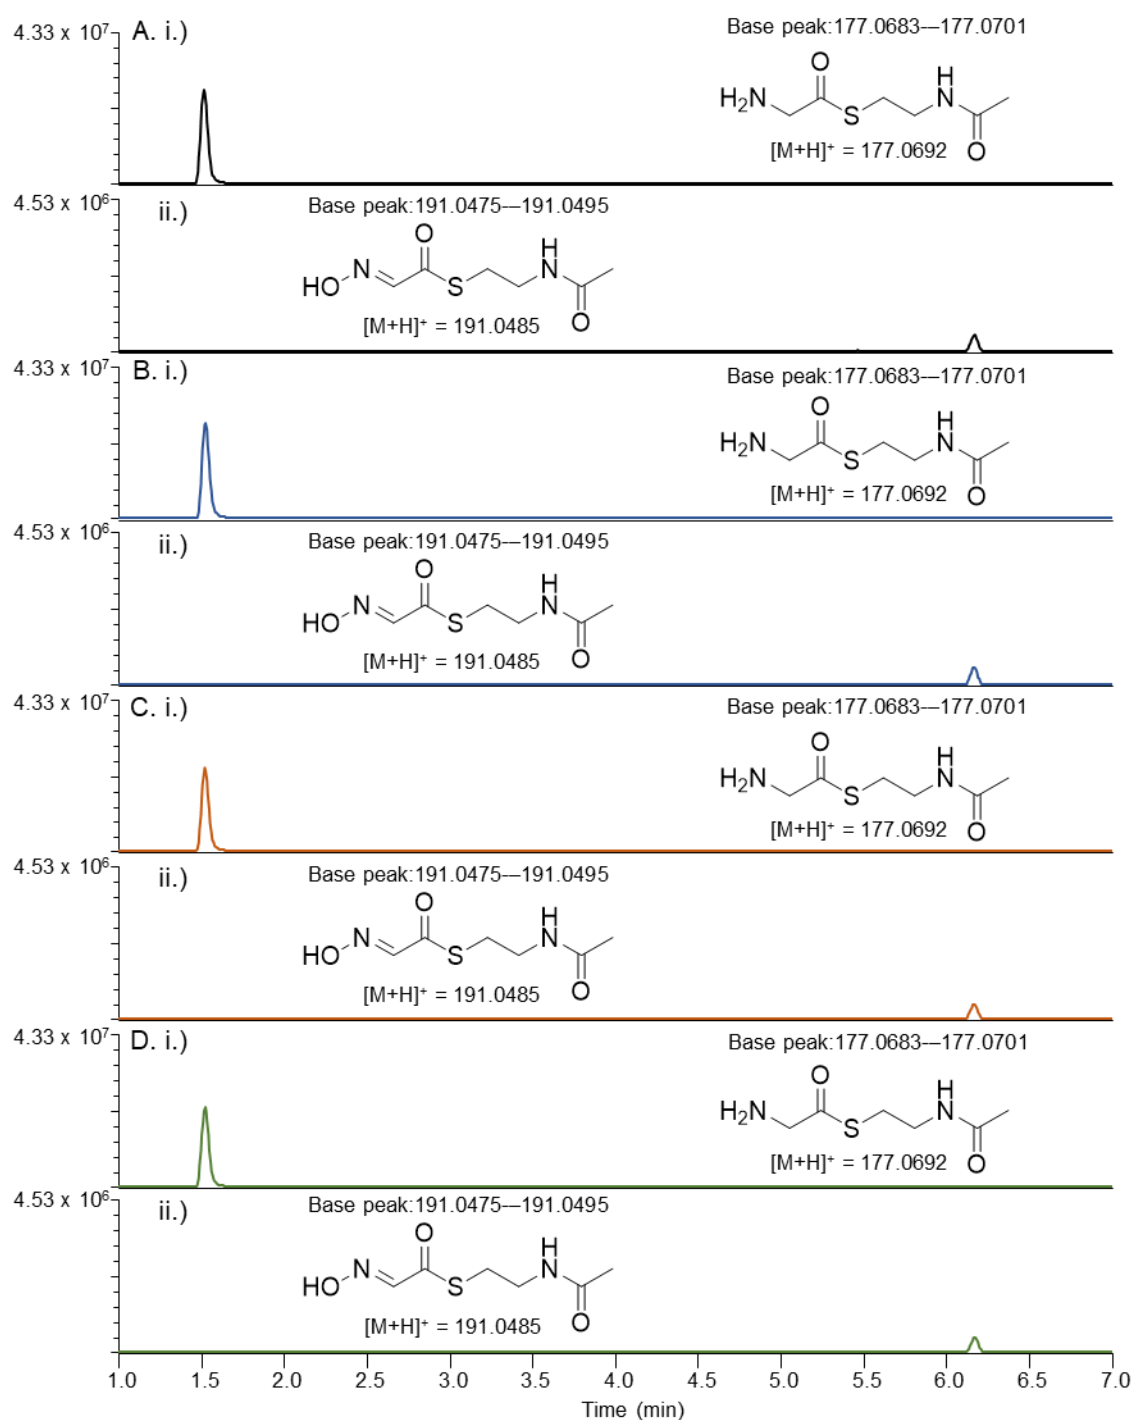 4.33 x 10⁷
A. i.)
Base peak:177.0683-–177.0701
H₂N
O
S
H
N
O
[M+H]⁺ = 177.0692
4.53 x 10⁶
ii.)
Base peak:191.0475-–191.0495
HO
N
O
S
H
N
O
[M+H]⁺ = 191.0485
4.33 x 10⁷
B. i.)
Base peak:177.0683-–177.0701
H₂N
O
S
H
N
O
[M+H]⁺ = 177.0692
4.53 x 10⁶
ii.)
Base peak:191.0475-–191.0495
HO
N
O
S
H
N
O
[M+H]⁺ = 191.0485
4.33 x 10⁷
C. i.)
Base peak:177.0683-–177.0701
H₂N
O
S
H
N
O
[M+H]⁺ = 177.0692
4.53 x 10⁶
ii.)
Base peak:191.0475-–191.0495
HO
N
O
S
H
N
O
[M+H]⁺ = 191.0485
4.33 x 10⁷
D. i.)
Base peak:177.0683-–177.0701
H₂N
O
S
H
N
O
[M+H]⁺ = 177.0692
4.53 x 10⁶
ii.)
Base peak:191.0475-–191.0495
HO
N
O
S
H
N
O
[M+H]⁺ = 191.0485
1.0 1.5 2.0 2.5 3.0 3.5 4.0 4.5 5.0 5.5 6.0 6.5 7.0
Time (min)